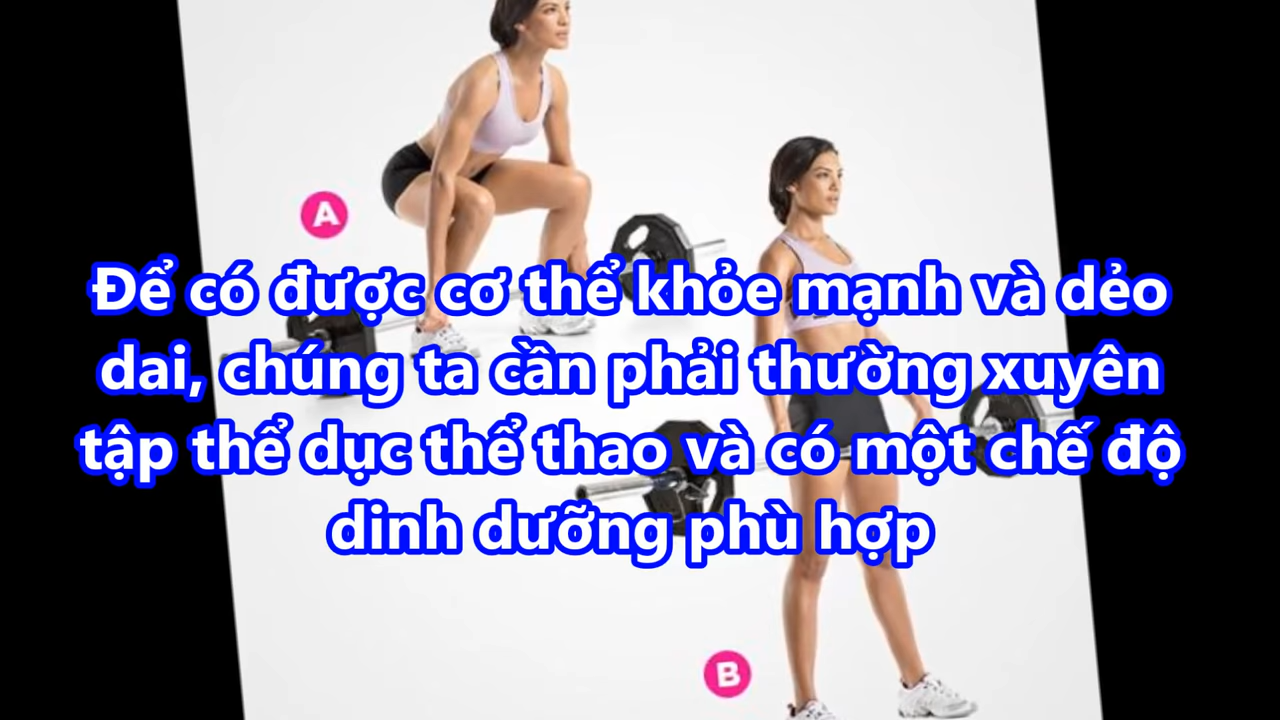 A
Để có được cơ thể khỏe mạnh và dẻo
dai, chúng ta cần phải thường xuyên
tập thể dục thể thao và có một chế độ
dinh dưỡng phù hợp
B